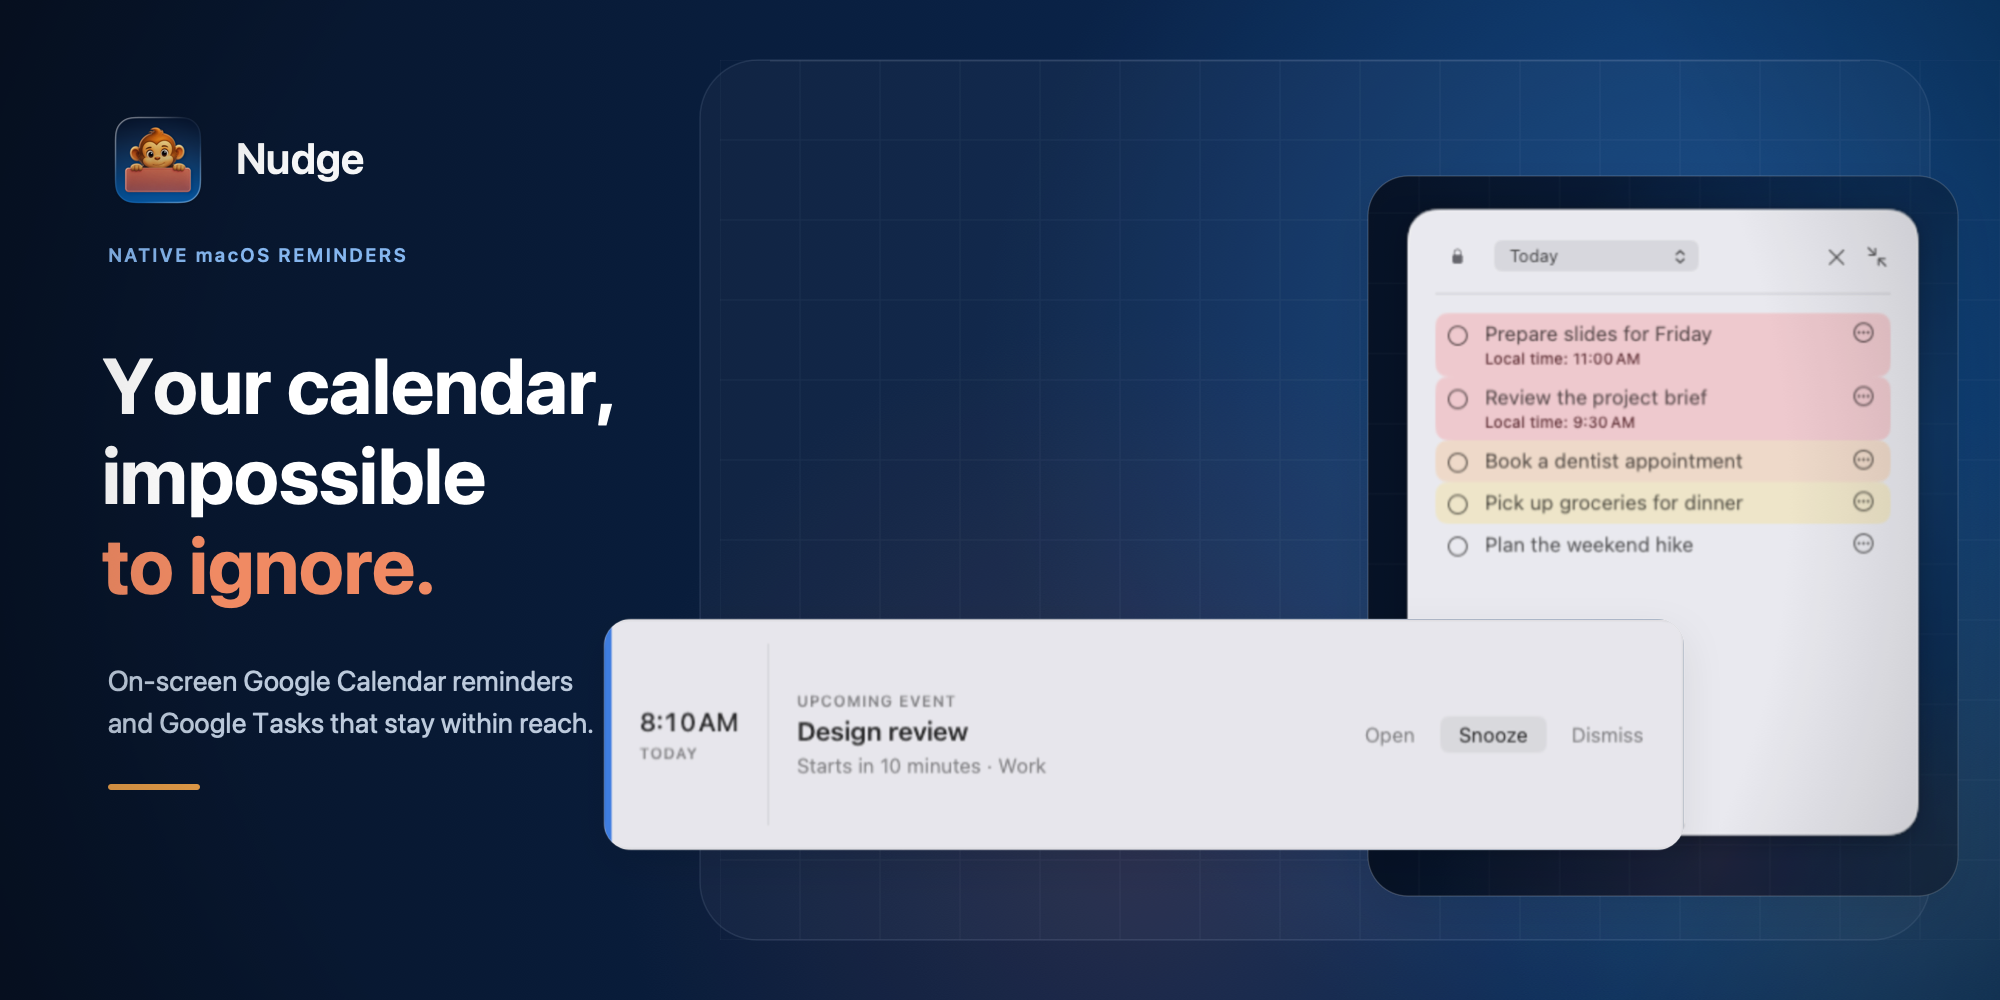 Nudge
NATIVE macOS REMINDERS
Your calendar,
impossible
to ignore.
On-screen Google Calendar reminders
and Google Tasks that stay within reach.
Today
Prepare slides for Friday
Local time: 11:00 AM
Review the project brief
Local time: 9:30 AM
Book a dentist appointment
Pick up groceries for dinner
Plan the weekend hike
8:10 AM
TODAY
UPCOMING EVENT
Design review
Starts in 10 minutes · Work
Open Snooze Dismiss